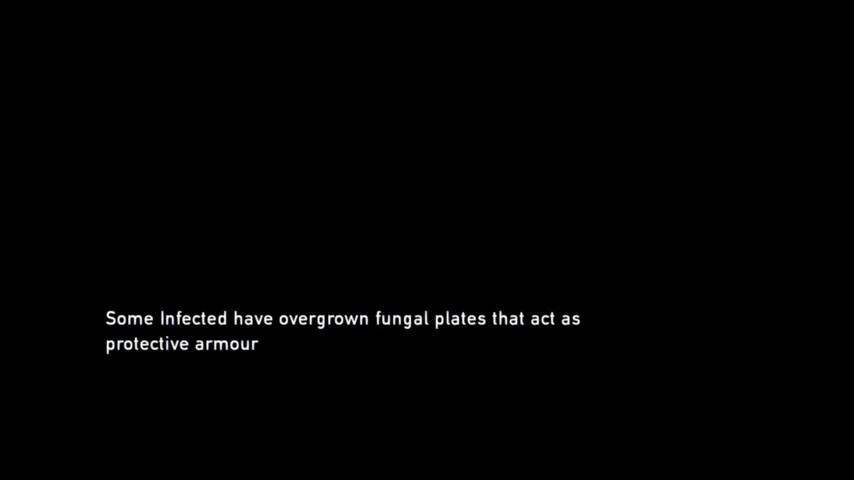 Some Infected have overgrown fungal plates that act as
protective armour